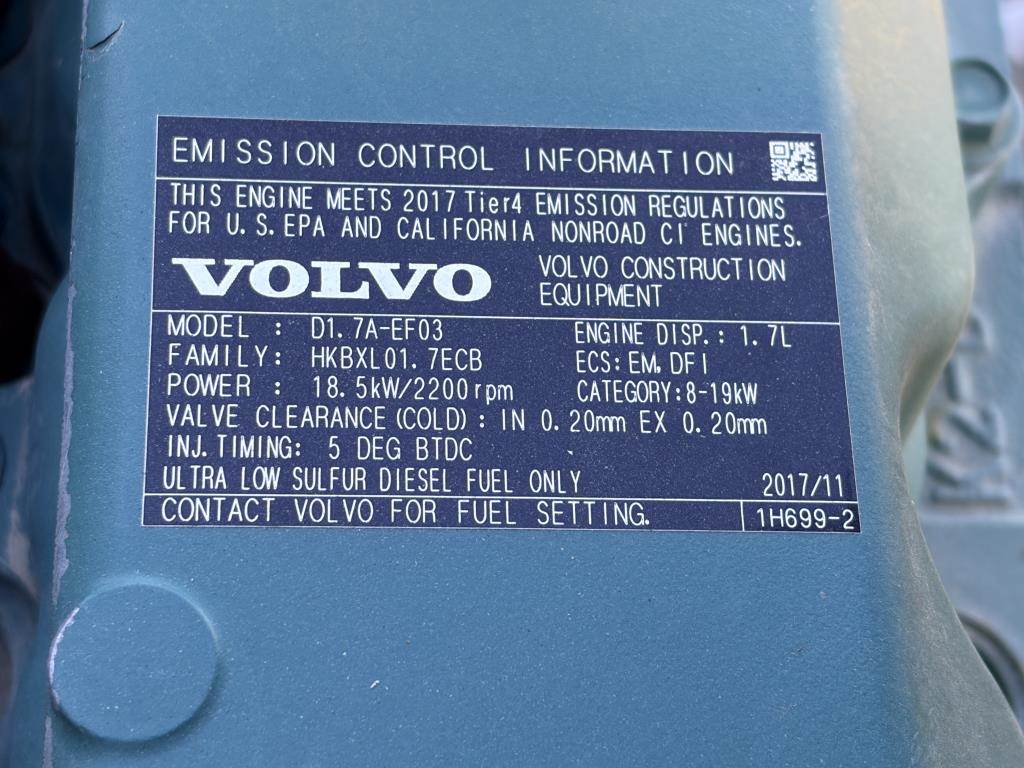 EMISSION CONTROL INFORMATION
THIS ENGINE MEETS 2017 Tier4 EMISSION REGULATIONS
FOR U.S.EPA AND CALIFORNIA NONROAD CI ENGINES.
VOLVO
VOLVO CONSTRUCTION
EQUIPMENT
MODEL : D1.7A-EF03 ENGINE DISP.: 1.7L
FAMILY: HKBXL01.7ECB ECS: EM,DFI
POWER : 18.5kW/2200rpm CATEGORY:8-19kW
VALVE CLEARANCE(COLD): IN 0.20mm EX 0.20mm
INJ.TIMING: 5 DEG BTDC
ULTRA LOW SULFUR DIESEL FUEL ONLY 2017/11
CONTACT VOLVO FOR FUEL SETTING. 1H699-2